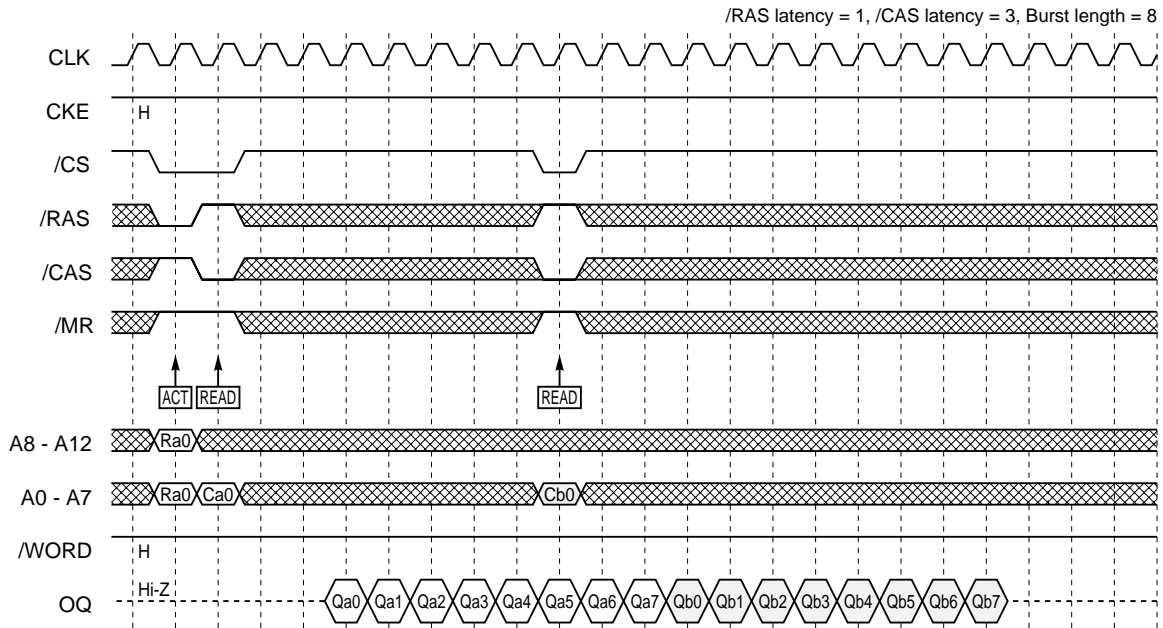 /RAS latency = 1, /CAS latency = 3, Burst length = 8
CLK
CKE H
/CS
/RAS
/CAS
/MR
ACT READ READ
A8 - A12 Ra0
A0 - A7 Ra0 Ca0 Cb0
/WORD H
OQ Hi-Z Qa0 Qa1 Qa2 Qa3 Qa4 Qa5 Qa6 Qa7 Qb0 Qb1 Qb2 Qb3 Qb4 Qb5 Qb6 Qb7